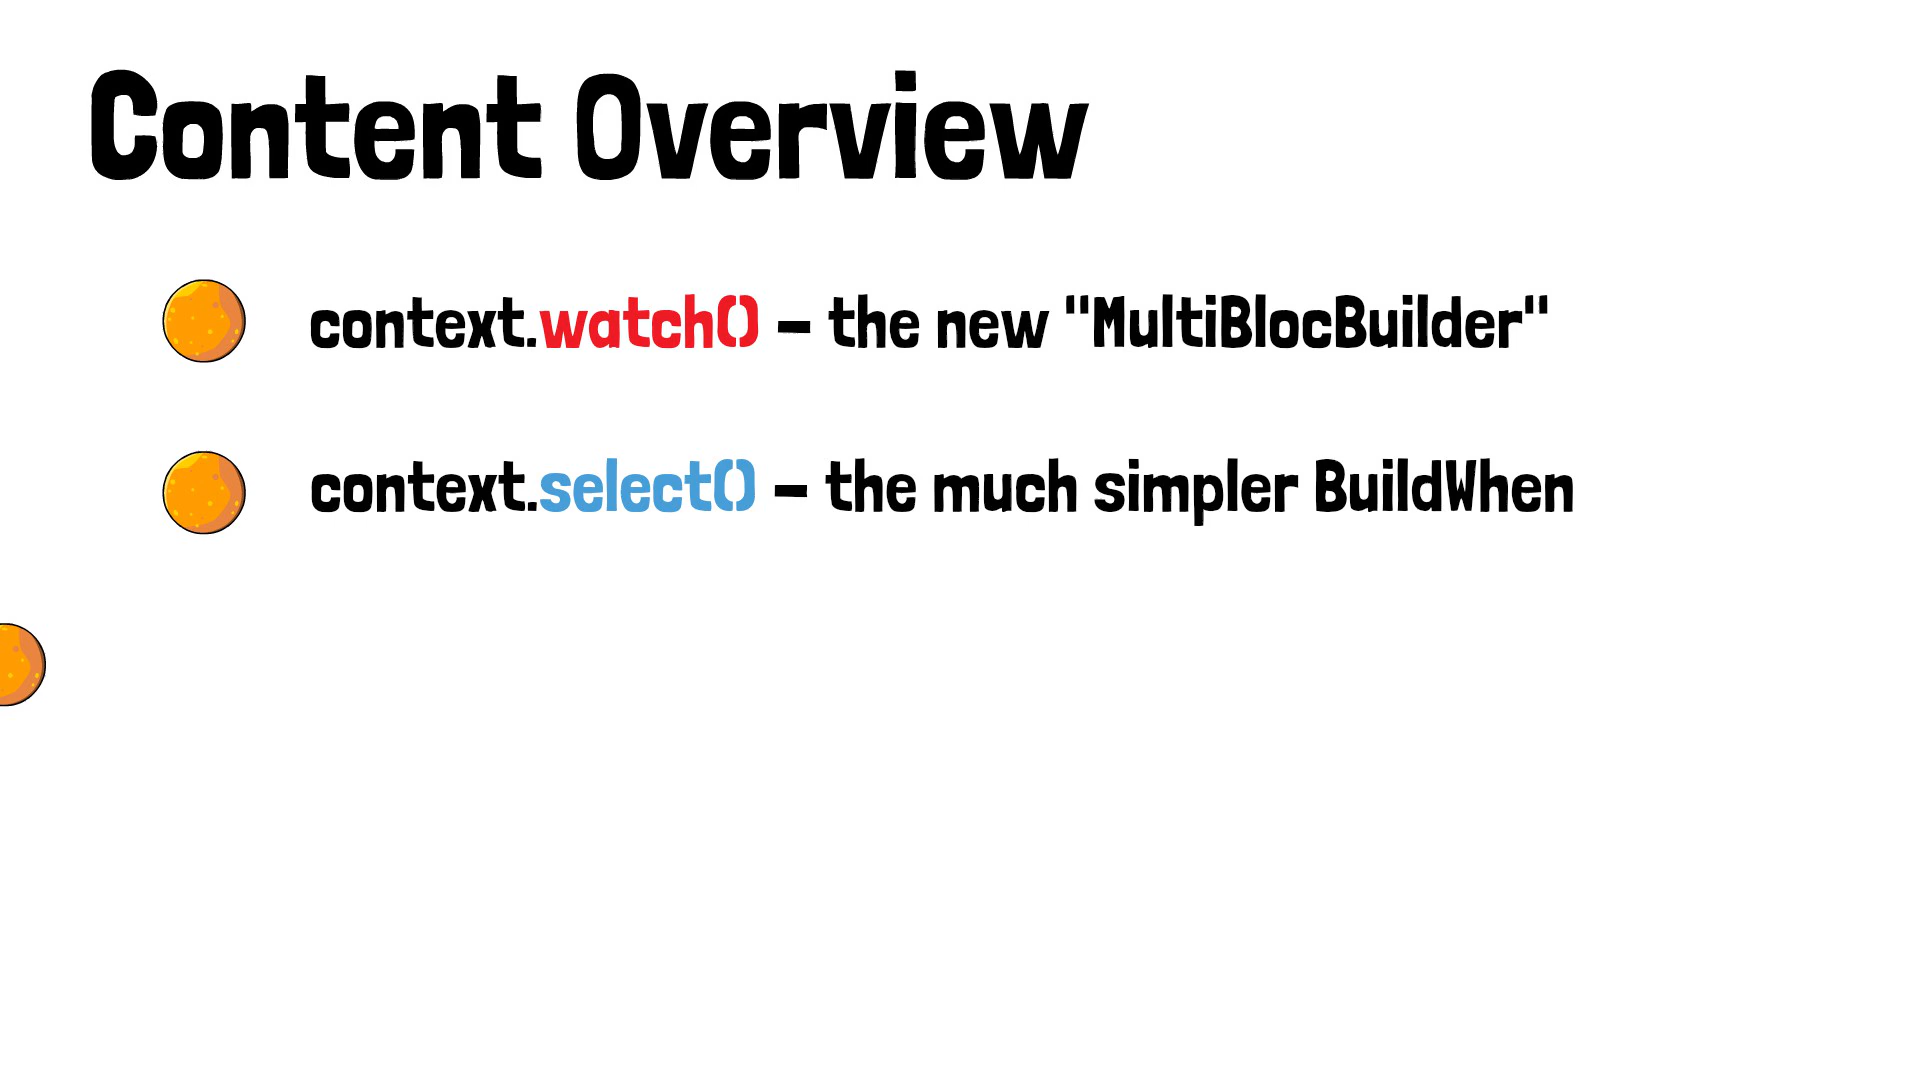 Content Overview
context.watch() – the new "MultiBlocBuilder"
context.select() – the much simpler BuildWhen